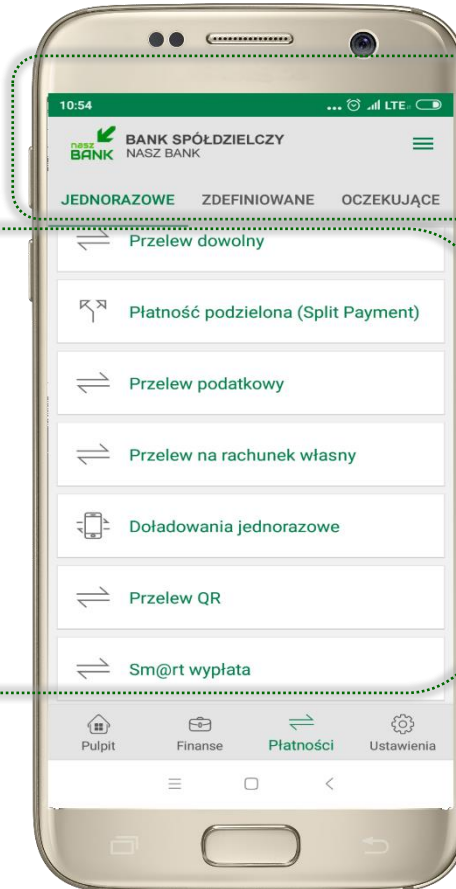 10:54 ... LTE
nasz BANK BANK SPÓŁDZIELCZY
NASZ BANK
JEDNORAZOWE ZDEFINIOWANE OCZEKUJĄCE
Przelew dowolny
Płatność podzielona (Split Payment)
Przelew podatkowy
Przelew na rachunek własny
Doładowania jednorazowe
Przelew QR
Sm@rt wypłata
Pulpit Finanse Płatności Ustawienia